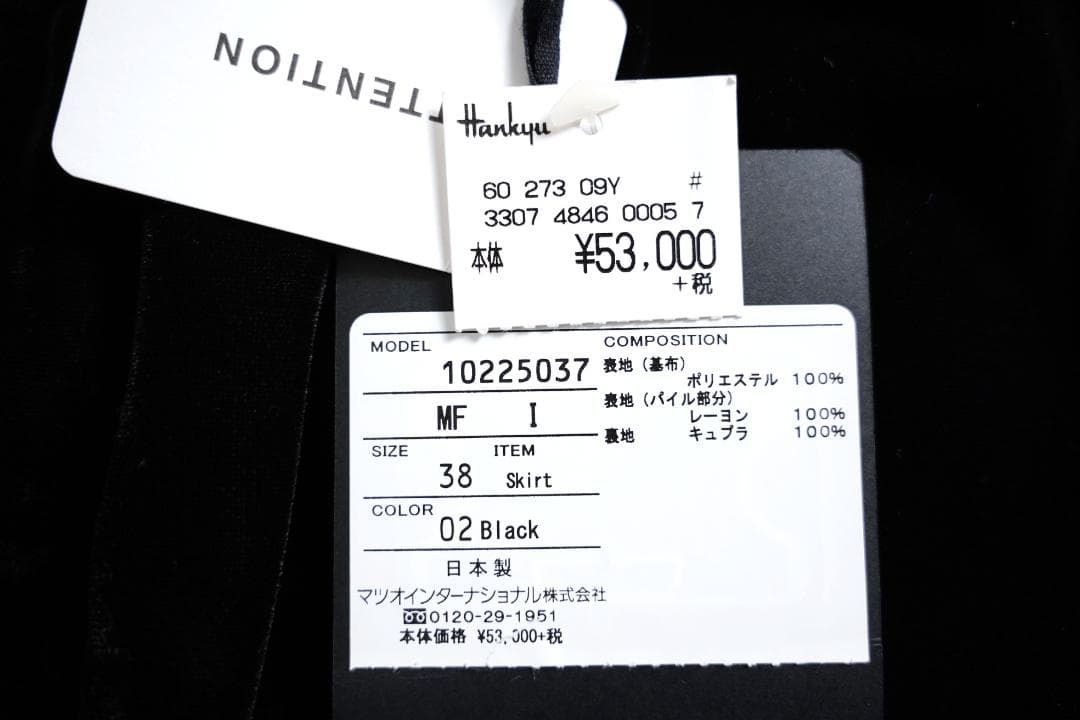 ATTENTION
Hankyu
60 273 09Y #
3307 4846 0005 7
本体 ¥53,000
+税
MODEL
10225037
MF I
SIZE ITEM
38 Skirt
COLOR
02 Black
日本製
マツオインターナショナル株式会社
0120-29-1951
本体価格 ¥53,000+税
COMPOSITION
表地（基布）
ポリエステル 100%
表地（パイル部分）
レーヨン 100%
裏地 キュプラ 100%